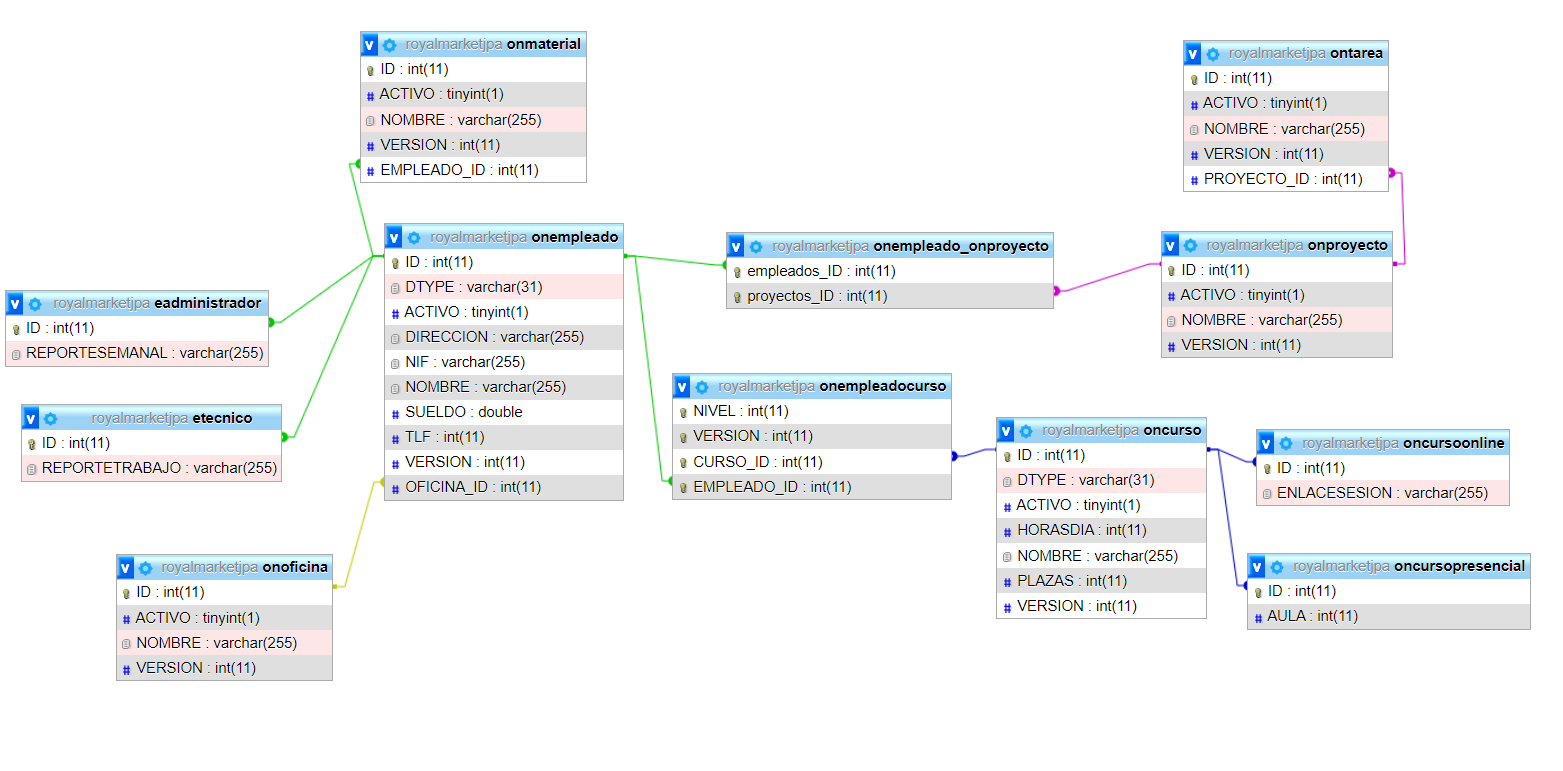 royalmarketjpa onmaterial
ID : int(11)
ACTIVO : tinyint(1)
NOMBRE : varchar(255)
VERSION : int(11)
EMPLEADO_ID : int(11)
royalmarketjpa ontarea
ID : int(11)
ACTIVO : tinyint(1)
NOMBRE : varchar(255)
VERSION : int(11)
PROYECTO_ID : int(11)
royalmarketjpa onempleado
ID : int(11)
DTYPE : varchar(31)
ACTIVO : tinyint(1)
DIRECCION : varchar(255)
NIF : varchar(255)
NOMBRE : varchar(255)
SUELDO : double
TLF : int(11)
VERSION : int(11)
OFICINA_ID : int(11)
royalmarketjpa onempleado_onproyecto
empleados_ID : int(11)
proyectos_ID : int(11)
royalmarketjpa onproyecto
ID : int(11)
ACTIVO : tinyint(1)
NOMBRE : varchar(255)
VERSION : int(11)
royalmarketjpa eadministrador
ID : int(11)
REPORTESEMANAL : varchar(255)
royalmarketjpa etecnico
ID : int(11)
REPORTETRABAJO : varchar(255)
royalmarketjpa onempleadocurso
NIVEL : int(11)
VERSION : int(11)
CURSO_ID : int(11)
EMPLEADO_ID : int(11)
royalmarketjpa oncurso
ID : int(11)
DTYPE : varchar(31)
ACTIVO : tinyint(1)
HORASDIA : int(11)
NOMBRE : varchar(255)
PLAZAS : int(11)
VERSION : int(11)
royalmarketjpa oncursoonline
ID : int(11)
ENLACESESION : varchar(255)
royalmarketjpa oncursopresencial
ID : int(11)
AULA : int(11)
royalmarketjpa onoficina
ID : int(11)
ACTIVO : tinyint(1)
NOMBRE : varchar(255)
VERSION : int(11)